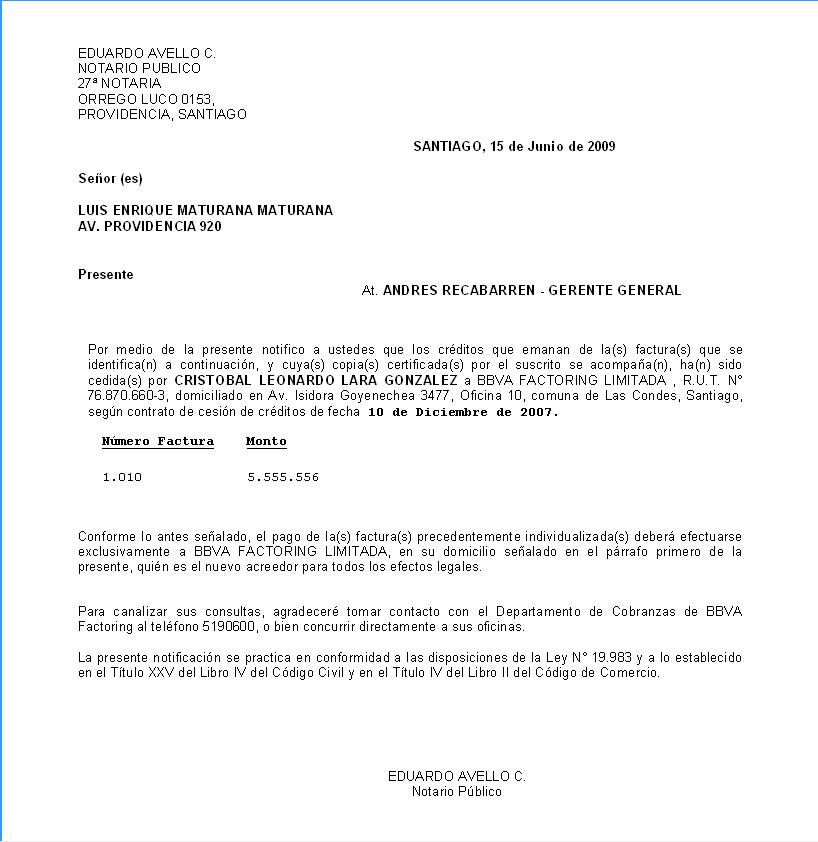 EDUARDO AVELLO C.
NOTARIO PUBLICO
27ª NOTARIA
ORREGO LUCO 0153,
PROVIDENCIA, SANTIAGO
SANTIAGO, 15 de Junio de 2009
Señor (es)
LUIS ENRIQUE MATURANA MATURANA
AV. PROVIDENCIA 920
Presente
At. ANDRES RECABARREN - GERENTE GENERAL
Por medio de la presente notifico a ustedes que los créditos que emanan de la(s) factura(s) que se
identifica(n) a continuación, y cuya(s) copia(s) certificada(s) por el suscrito se acompaña(n), ha(n) sido
cedida(s) por CRISTOBAL LEONARDO LARA GONZALEZ a BBVA FACTORING LIMITADA , R.U.T. N°
76.870.660-3, domiciliado en Av. Isidora Goyenechea 3477, Oficina 10, comuna de Las Condes, Santiago,
según contrato de cesión de créditos de fecha 10 de Diciembre de 2007.
Número Factura Monto
1.010 5.555.556
Conforme lo antes señalado, el pago de la(s) factura(s) precedentemente individualizada(s) deberá efectuarse
exclusivamente a BBVA FACTORING LIMITADA, en su domicilio señalado en el párrafo primero de la
presente, quién es el nuevo acreedor para todos los efectos legales.
Para canalizar sus consultas, agradeceré tomar contacto con el Departamento de Cobranzas de BBVA
Factoring al teléfono 5190600, o bien concurrir directamente a sus oficinas.
La presente notificación se practica en conformidad a las disposiciones de la Ley N° 19.983 y a lo establecido
en el Título XXV del Libro IV del Código Civil y en el Título IV del Libro II del Código de Comercio.
EDUARDO AVELLO C.
Notario Público